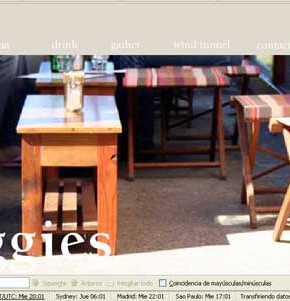 eat drink gather wind tunnel contact
ggies
Siguiente Anterior Resaltar todo Coincidencia de mayúsculas/minúsculas
T/UTC: Mie 20:01 Sydney: Jue 06:01 Madrid: Mie 22:01 Sao Paulo: Mie 17:01 Transfiriendo datos